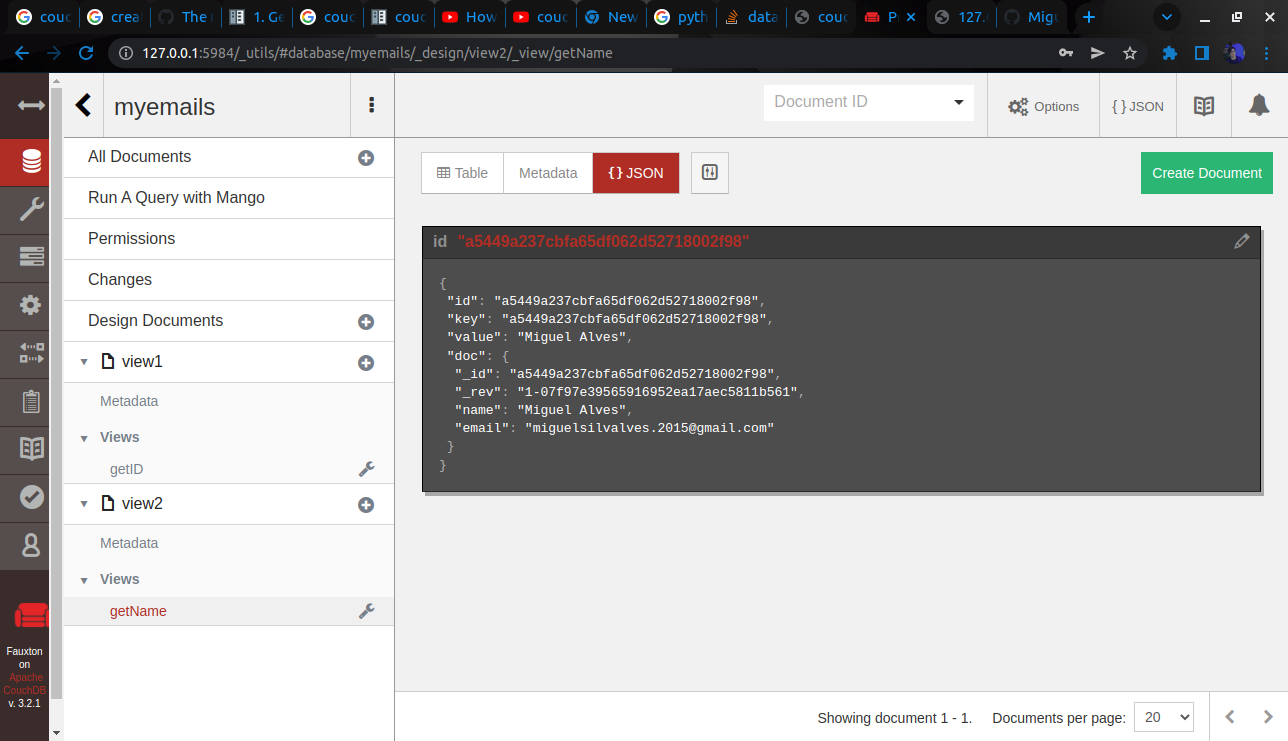 couc
crea
The r
1. Ge
couc
couc
How
couc
New
pyth
data
couc
P
127.
Migu
127.0.0.1:5984/_utils/#database/myemails/_design/view2/_view/getName
myemails
Document ID
Options
{ } JSON
All Documents
Run A Query with Mango
Permissions
Changes
Design Documents
view1
Metadata
Views
getID
view2
Metadata
Views
getName
Fauxton
on
Apache
CouchDB
v. 3.2.1
Table
Metadata
{ } JSON
Create Document
id "a5449a237cbfa65df062d52718002f98"
{
"id": "a5449a237cbfa65df062d52718002f98",
"key": "a5449a237cbfa65df062d52718002f98",
"value": "Miguel Alves",
"doc": {
"_id": "a5449a237cbfa65df062d52718002f98",
"_rev": "1-07f97e39565916952ea17aec5811b561",
"name": "Miguel Alves",
"email": "miguelsilvalves.2015@gmail.com"
}
}
Showing document 1 - 1.
Documents per page:
20